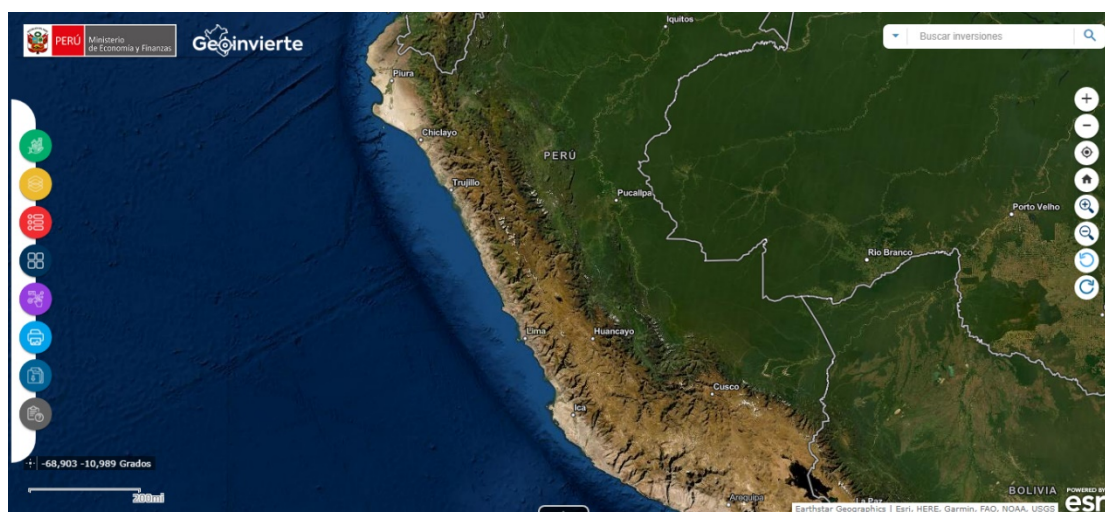 PERÚ
Ministerio
de Economía y Finanzas
Geoinvierte
Buscar inversiones
Iquitos
Piura
Chiclayo
PERÚ
Trujillo
Pucallpa
Porto Velho
Rio Branco
Lima
Huancayo
Cusco
Ica
-68,903 -10,989 Grados
200mi
Arequipa
La Paz
BOLIVIA
POWERED BY
esri
Earthstar Geographics | Esri, HERE, Garmin, FAO, NOAA, USGS